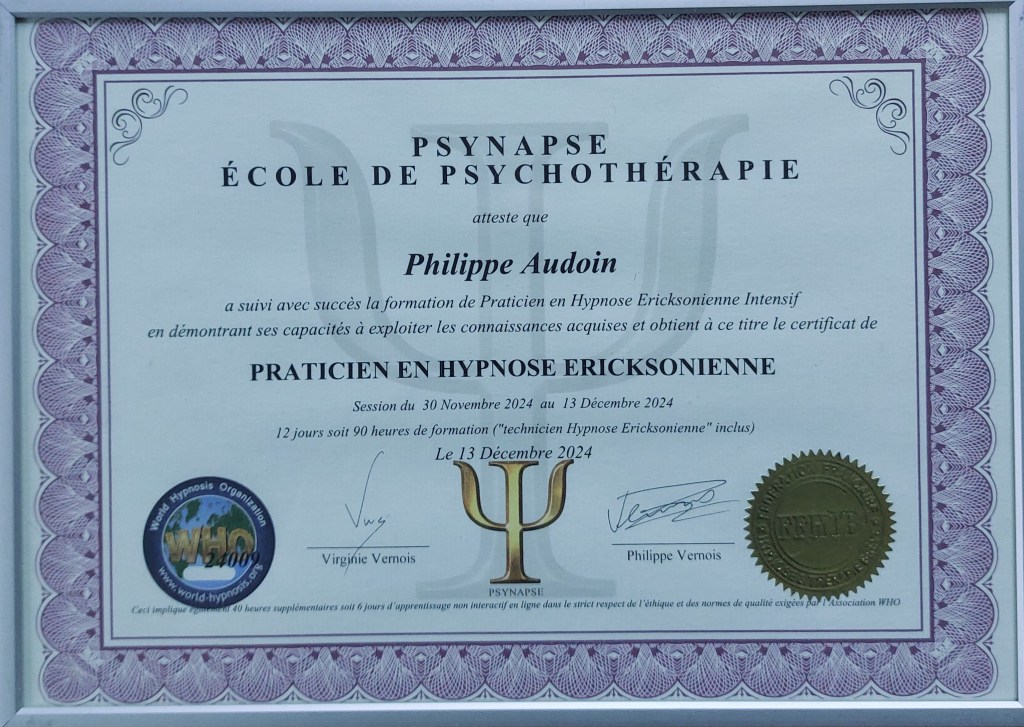 PSYNAPSE
ÉCOLE DE PSYCHOTHÉRAPIE
atteste que
Philippe Audoin
a suivi avec succès la formation de Praticien en Hypnose Ericksonienne Intensif
en démontrant ses capacités à exploiter les connaissances acquises et obtient à ce titre le certificat de
PRATICIEN EN HYPNOSE ERICKSONIENNE
Session du 30 Novembre 2024 au 13 Décembre 2024
12 jours soit 90 heures de formation ("technicien Hypnose Ericksonienne" inclus)
Le 13 Décembre 2024
World Hypnosis Organization
WHO
24009
www.world-hypnosis.org
Virginie Vernois
PSYNAPSE
Philippe Vernois
Ceci implique également 40 heures supplémentaires soit 6 jours d'apprentissage non interactif en ligne dans le strict respect de l'éthique et des normes de qualité exigées par l'Association WHO